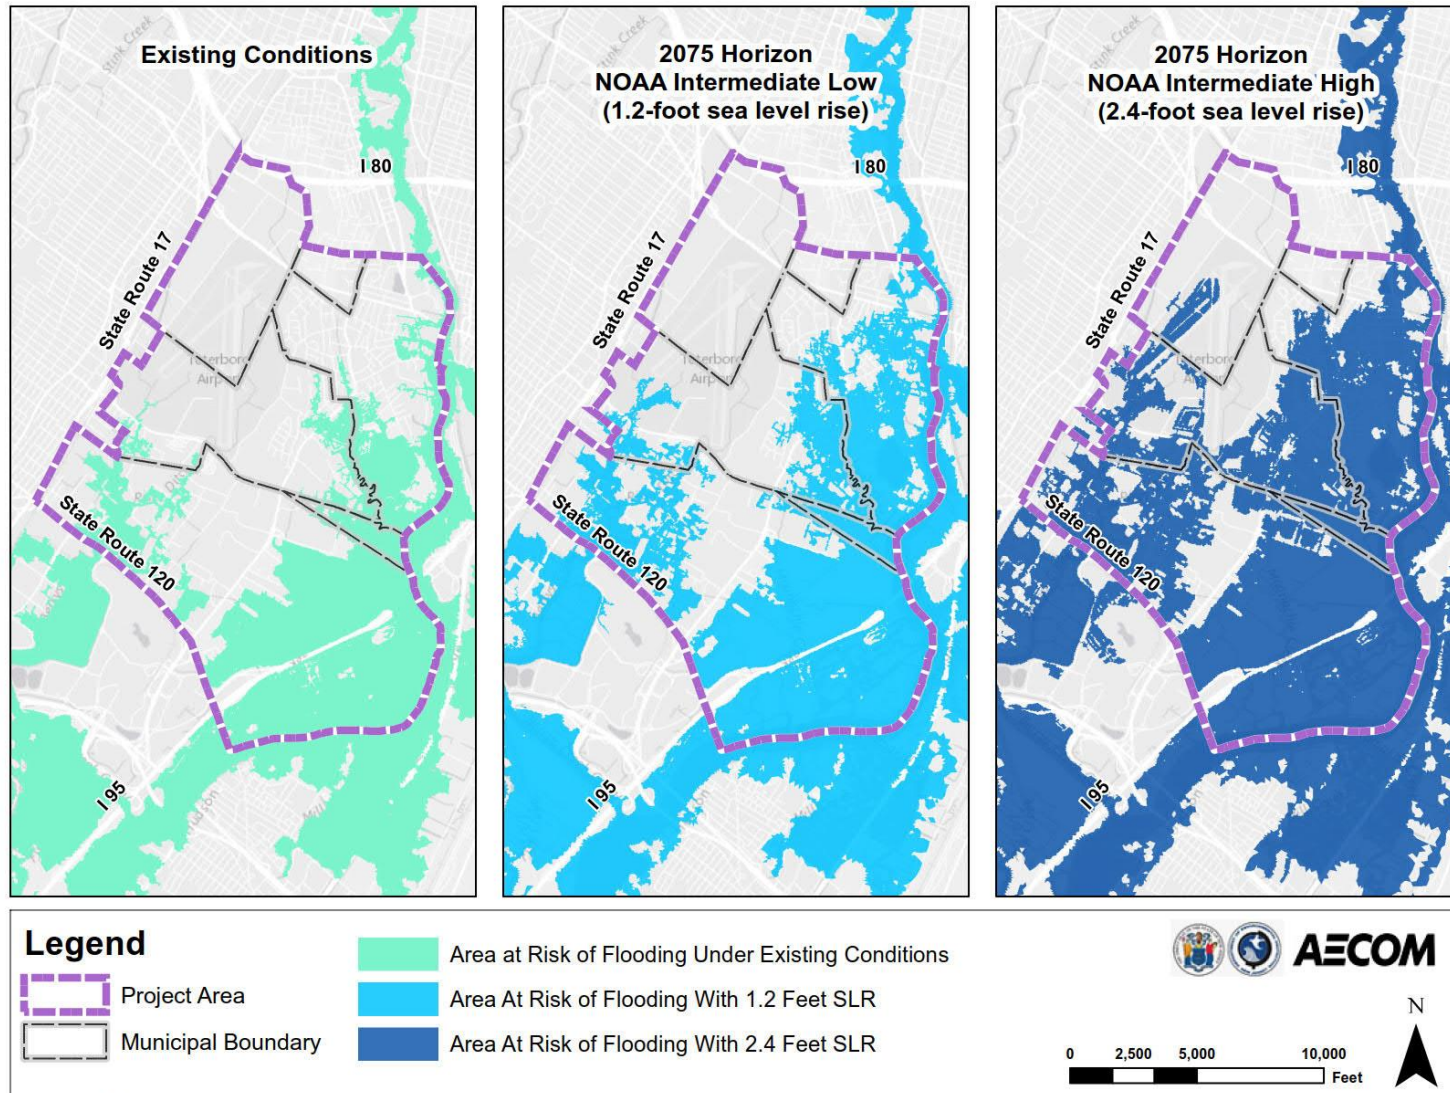 Existing Conditions
I 80
State Route 17
Airport
State Route 120
I 95
2075 Horizon
NOAA Intermediate Low
(1.2-foot sea level rise)
I 80
State Route 17
Airport
State Route 120
I 95
2075 Horizon
NOAA Intermediate High
(2.4-foot sea level rise)
I 80
State Route 17
State Route 120
I 95
Legend
Project Area
Municipal Boundary
Area at Risk of Flooding Under Existing Conditions
Area At Risk of Flooding With 1.2 Feet SLR
Area At Risk of Flooding With 2.4 Feet SLR
AECOM
N
0 2,500 5,000 10,000
Feet